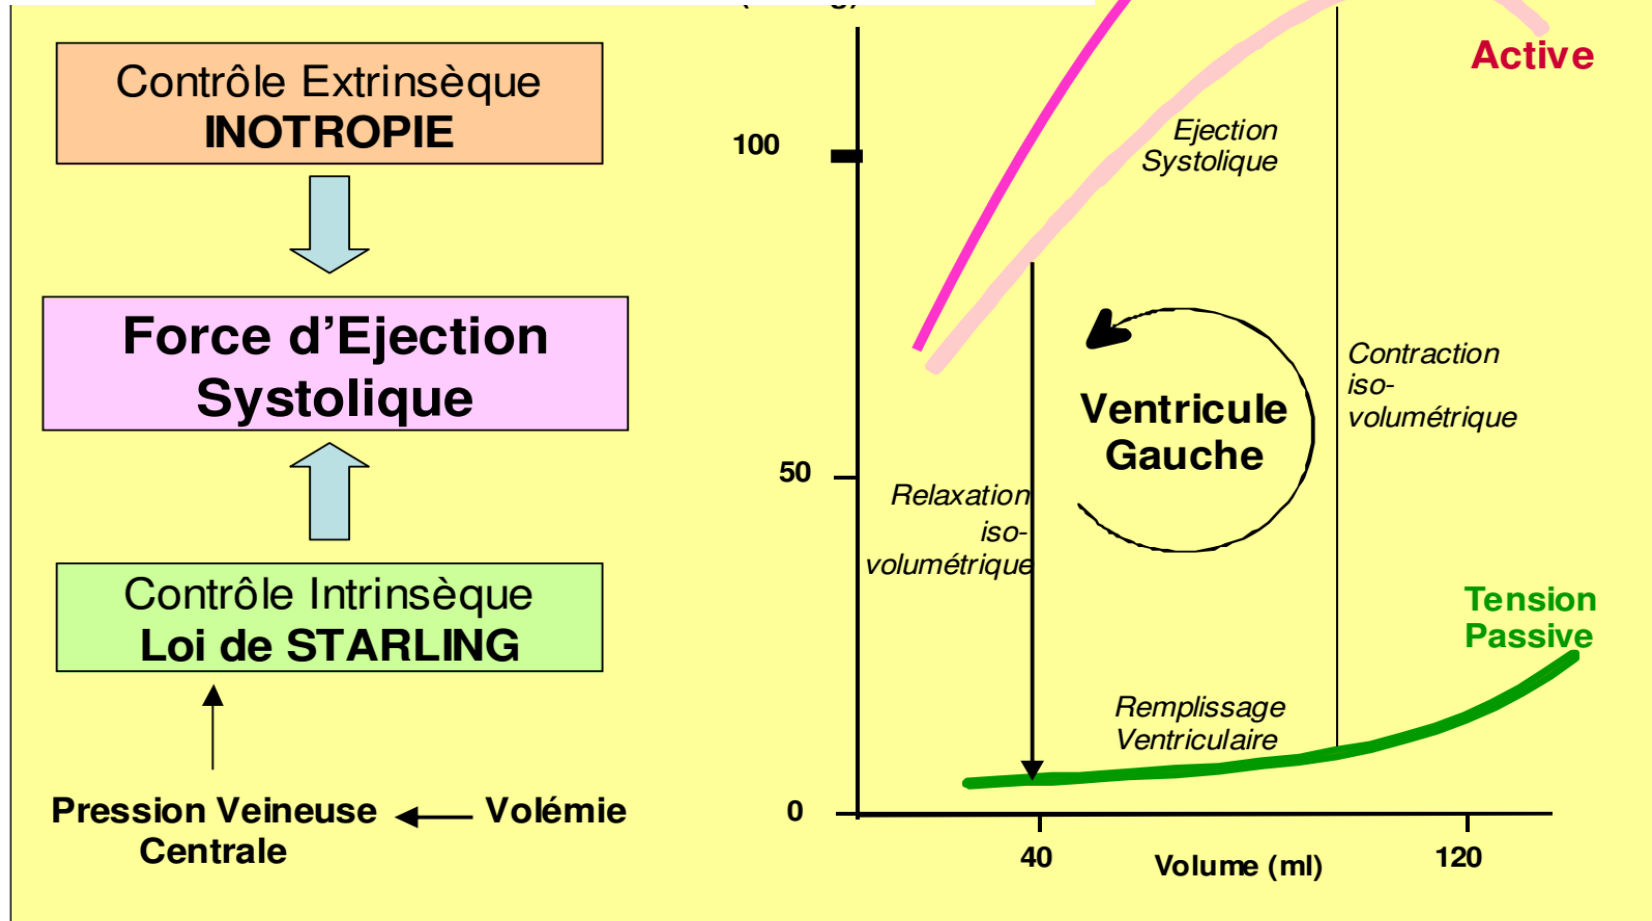 Contrôle Extrinsèque
INOTROPIE
Force d’Ejection
Systolique
Contrôle Intrinsèque
Loi de STARLING
Pression Veineuse
Centrale
Volémie
Active
Ejection
Systolique
100
Contraction
iso-
volumétrique
Ventricule
Gauche
50
Relaxation
iso-
volumétrique
Tension
Passive
Remplissage
Ventriculaire
0
40
Volume (ml)
120